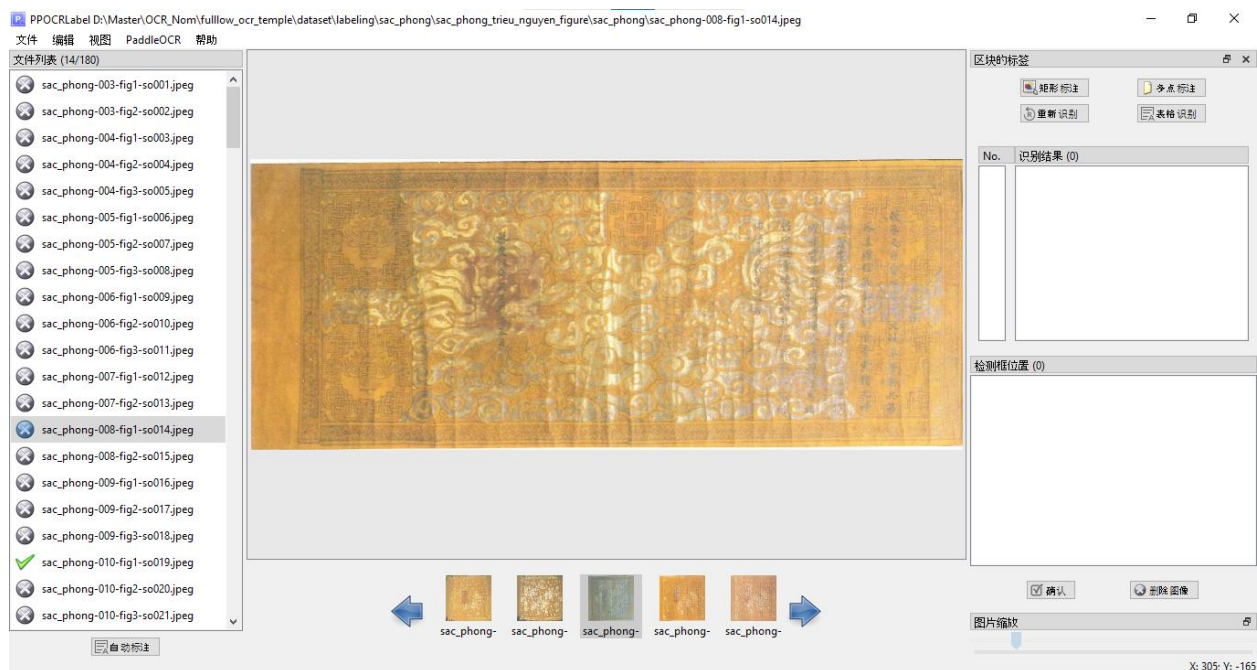 PPOCRLabel D:\Master\OCR_Nom\fulllow_ocr_temple\dataset\labeling\sac_phong\sac_phong_trieu_nguyen_figure\sac_phong\sac_phong-008-fig1-so014.jpeg
文件 编辑 视图 PaddleOCR 帮助
文件列表 (14/180)
sac_phong-003-fig1-so001.jpeg
sac_phong-003-fig2-so002.jpeg
sac_phong-004-fig1-so003.jpeg
sac_phong-004-fig2-so004.jpeg
sac_phong-004-fig3-so005.jpeg
sac_phong-005-fig1-so006.jpeg
sac_phong-005-fig2-so007.jpeg
sac_phong-005-fig3-so008.jpeg
sac_phong-006-fig1-so009.jpeg
sac_phong-006-fig2-so010.jpeg
sac_phong-006-fig3-so011.jpeg
sac_phong-007-fig1-so012.jpeg
sac_phong-007-fig2-so013.jpeg
sac_phong-008-fig1-so014.jpeg
sac_phong-008-fig2-so015.jpeg
sac_phong-009-fig1-so016.jpeg
sac_phong-009-fig2-so017.jpeg
sac_phong-009-fig3-so018.jpeg
sac_phong-010-fig1-so019.jpeg
sac_phong-010-fig2-so020.jpeg
sac_phong-010-fig3-so021.jpeg
自动标注
sac_phong- sac_phong- sac_phong- sac_phong- sac_phong-
区块的标签
矩形标注 多点标注
重新识别 表格识别
No. 识别结果 (0)
检测框位置 (0)
确认 删除图像
图片缩放
X: 305; Y: -165